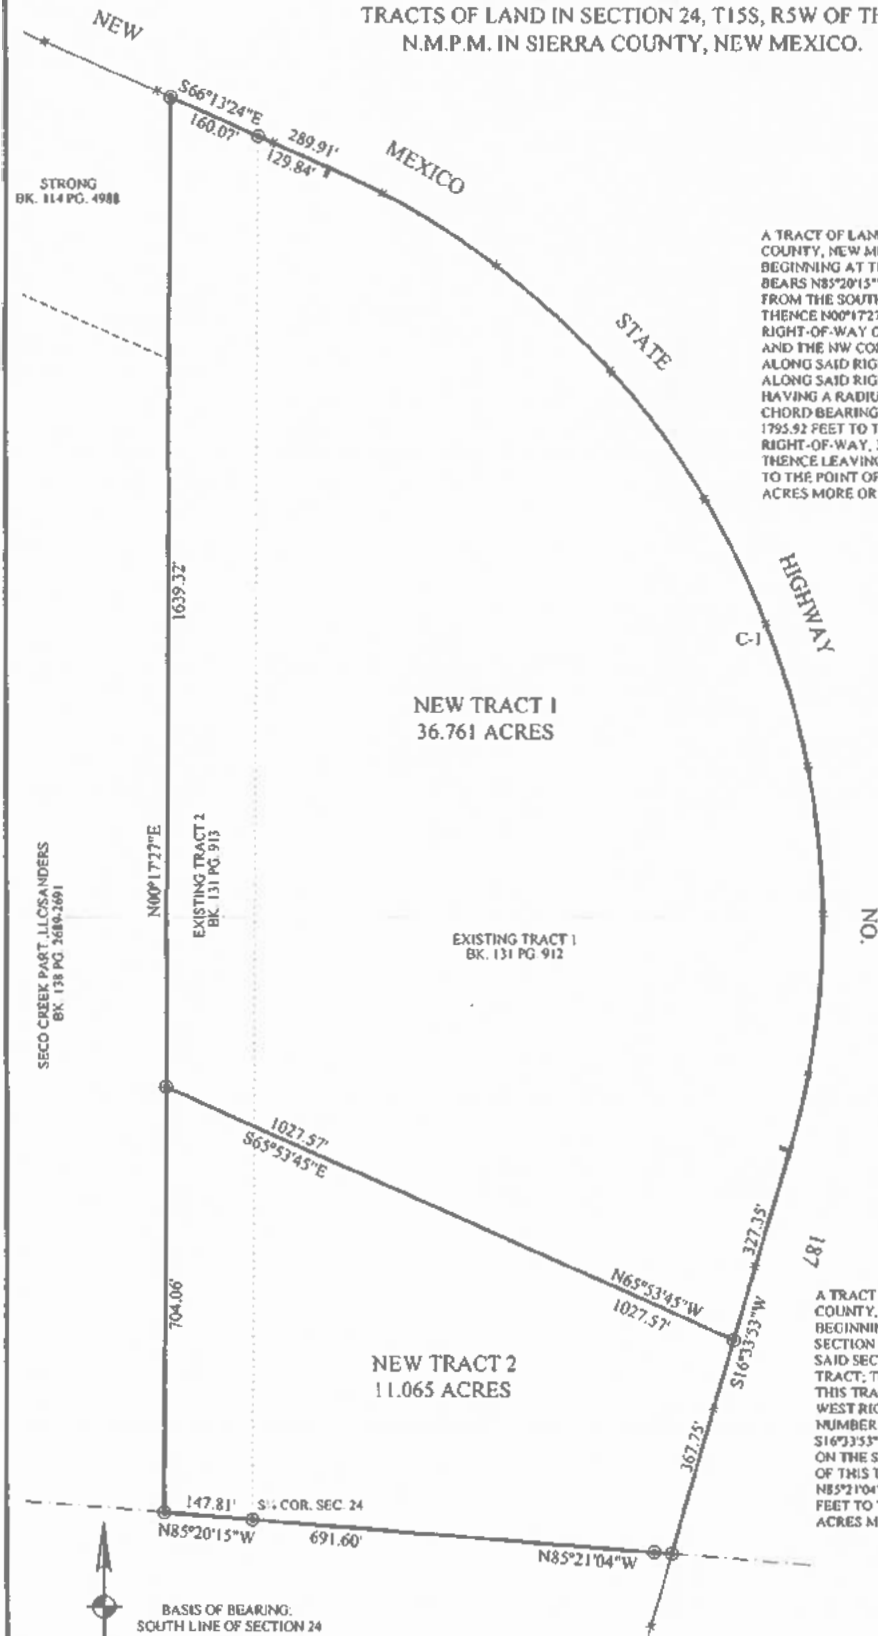 TRACTS OF LAND IN SECTION 24, T15S, R5W OF TH
N.M.P.M. IN SIERRA COUNTY, NEW MEXICO.
NEW
S66°13'24"E
160.07'
289.91'
129.84'
MEXICO
STRONG
BK. 114 PG. 4988
A TRACT OF LAN
COUNTY, NEW M
BEGINNING AT T
BEARS N85°20'15"
FROM THE SOUTH
THENCE N00°17'27
RIGHT-OF-WAY O
AND THE NW CO
ALONG SAID RIG
ALONG SAID RIG
HAVING A RADIU
CHORD BEARING
1795.92 FEET TO T
RIGHT-OF-WAY,
THENCE LEAVING
TO THE POINT OF
ACRES MORE OR
STATE
HIGHWAY
C-1
1639.32'
NEW TRACT 1
36.761 ACRES
N00°17'27"E
EXISTING TRACT 2
BK. 131 PG. 913
SECO CREEK PART.,LLC/SANDERS
BK. 138 PG. 2689-2691
EXISTING TRACT 1
BK. 131 PG. 912
NO.
1027.57'
S65°53'45"E
327.35'
187
N65°53'45"W
1027.57'
S16°33'53"W
704.06'
NEW TRACT 2
11.065 ACRES
367.75'
A TRACT
COUNTY,
BEGINNIN
SECTION
SAID SEC
TRACT; T
THIS TRA
WEST RIG
NUMBER
S16°33'53"
ON THE S
OF THIS T
N85°21'04"
FEET TO
ACRES M
147.81'
S¼ COR. SEC. 24
N85°20'15"W
691.60'
N85°21'04"W
BASIS OF BEARING:
SOUTH LINE OF SECTION 24